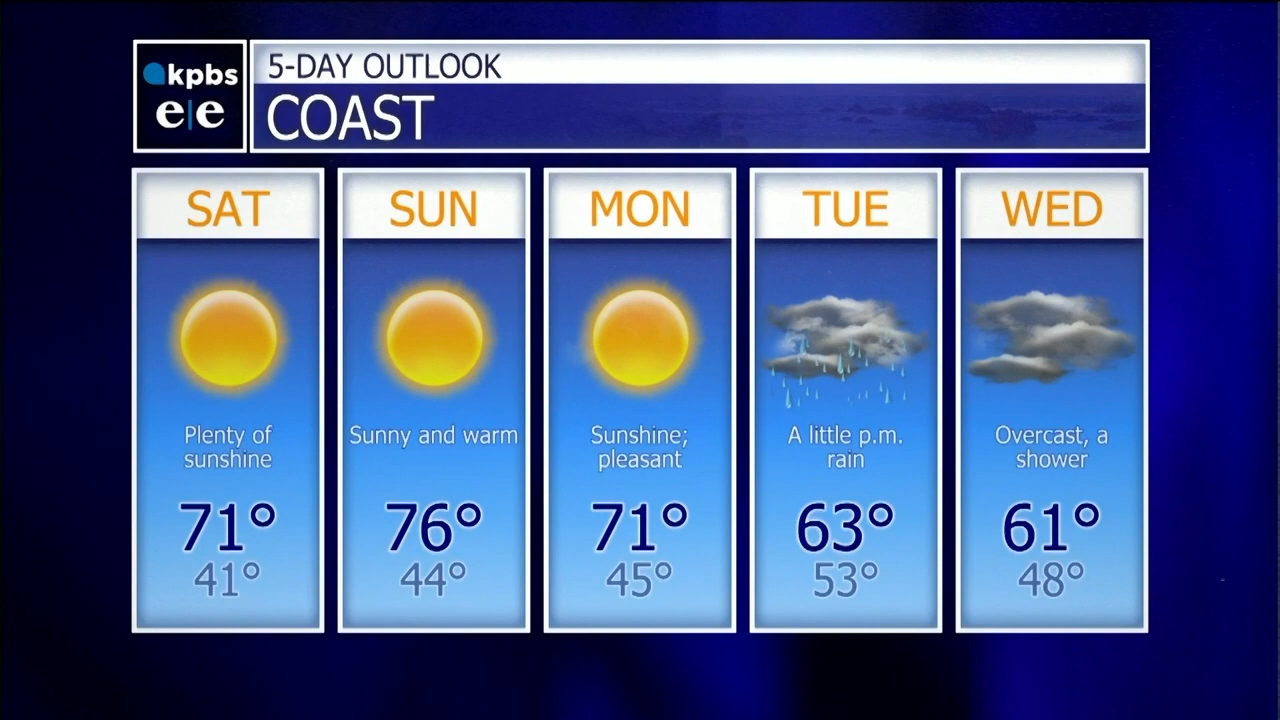 kpbs
e|e
5-DAY OUTLOOK
COAST
SAT
SUN
MON
TUE
WED
Plenty of
sunshine
Sunny and warm
Sunshine;
pleasant
A little p.m.
rain
Overcast, a
shower
71°
76°
71°
63°
61°
41°
44°
45°
53°
48°